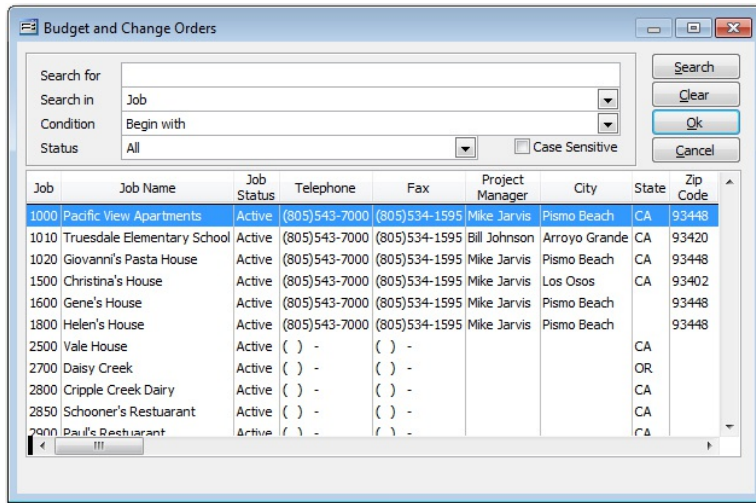 Budget and Change Orders
Search for
Search
Search in Job
Clear
Condition Begin with
Ok
Status All Case Sensitive
Cancel
Job Job Name Job Status Telephone Fax Project Manager City State Zip Code
1000 Pacific View Apartments Active (805)543-7000 (805)534-1595 Mike Jarvis Pismo Beach CA 93448
1010 Truesdale Elementary School Active (805)543-7000 (805)534-1595 Bill Johnson Arroyo Grande CA 93420
1020 Giovanni's Pasta House Active (805)543-7000 (805)534-1595 Mike Jarvis Pismo Beach CA 93448
1500 Christina's House Active (805)543-7000 (805)534-1595 Mike Jarvis Los Osos CA 93402
1600 Gene's House Active (805)543-7000 (805)534-1595 Mike Jarvis Pismo Beach 93448
1800 Helen's House Active (805)543-7000 (805)534-1595 Mike Jarvis Pismo Beach 93448
2500 Vale House Active ( ) - ( ) - CA
2700 Daisy Creek Active ( ) - ( ) - OR
2800 Cripple Creek Dairy Active ( ) - ( ) - CA
2850 Schooner's Restuarant Active ( ) - ( ) - CA
2900 Paul's Restuarant Active ( ) - ( ) - CA